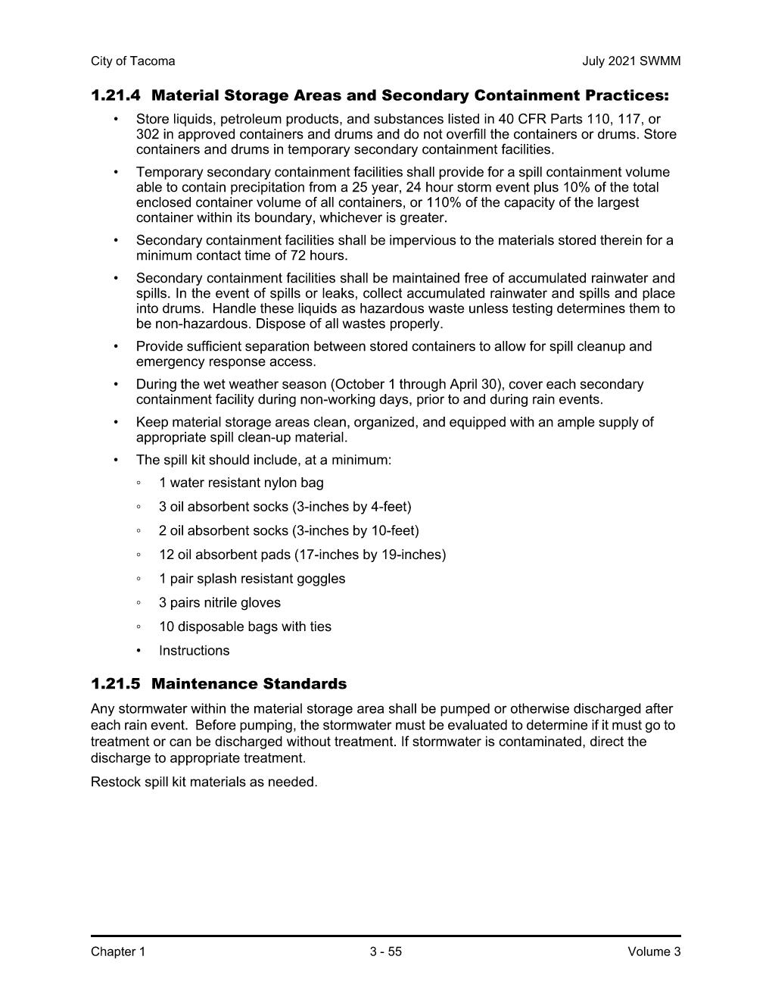 City of Tacoma
July 2021 SWMM
1.21.4 Material Storage Areas and Secondary Containment Practices:
• Store liquids, petroleum products, and substances listed in 40 CFR Parts 110, 117, or
302 in approved containers and drums and do not overfill the containers or drums. Store
containers and drums in temporary secondary containment facilities.
• Temporary secondary containment facilities shall provide for a spill containment volume
able to contain precipitation from a 25 year, 24 hour storm event plus 10% of the total
enclosed container volume of all containers, or 110% of the capacity of the largest
container within its boundary, whichever is greater.
• Secondary containment facilities shall be impervious to the materials stored therein for a
minimum contact time of 72 hours.
• Secondary containment facilities shall be maintained free of accumulated rainwater and
spills. In the event of spills or leaks, collect accumulated rainwater and spills and place
into drums.  Handle these liquids as hazardous waste unless testing determines them to
be non-hazardous. Dispose of all wastes properly.
• Provide sufficient separation between stored containers to allow for spill cleanup and
emergency response access.
• During the wet weather season (October 1 through April 30), cover each secondary
containment facility during non-working days, prior to and during rain events.
• Keep material storage areas clean, organized, and equipped with an ample supply of
appropriate spill clean-up material.
• The spill kit should include, at a minimum:
◦ 1 water resistant nylon bag
◦ 3 oil absorbent socks (3-inches by 4-feet)
◦ 2 oil absorbent socks (3-inches by 10-feet)
◦ 12 oil absorbent pads (17-inches by 19-inches)
◦ 1 pair splash resistant goggles
◦ 3 pairs nitrile gloves
◦ 10 disposable bags with ties
• Instructions
1.21.5 Maintenance Standards
Any stormwater within the material storage area shall be pumped or otherwise discharged after
each rain event.  Before pumping, the stormwater must be evaluated to determine if it must go to
treatment or can be discharged without treatment. If stormwater is contaminated, direct the
discharge to appropriate treatment.
Restock spill kit materials as needed.
Chapter 1
3 - 55
Volume 3